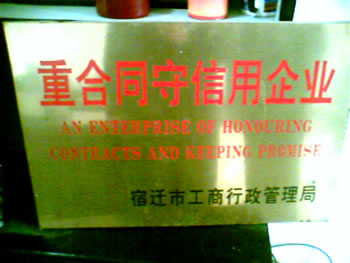 重合同守信用企业
AN ENTERPRISE OF HONOURING
CONTRACTS AND KEEPING PROMISE
宿迁市工商行政管理局